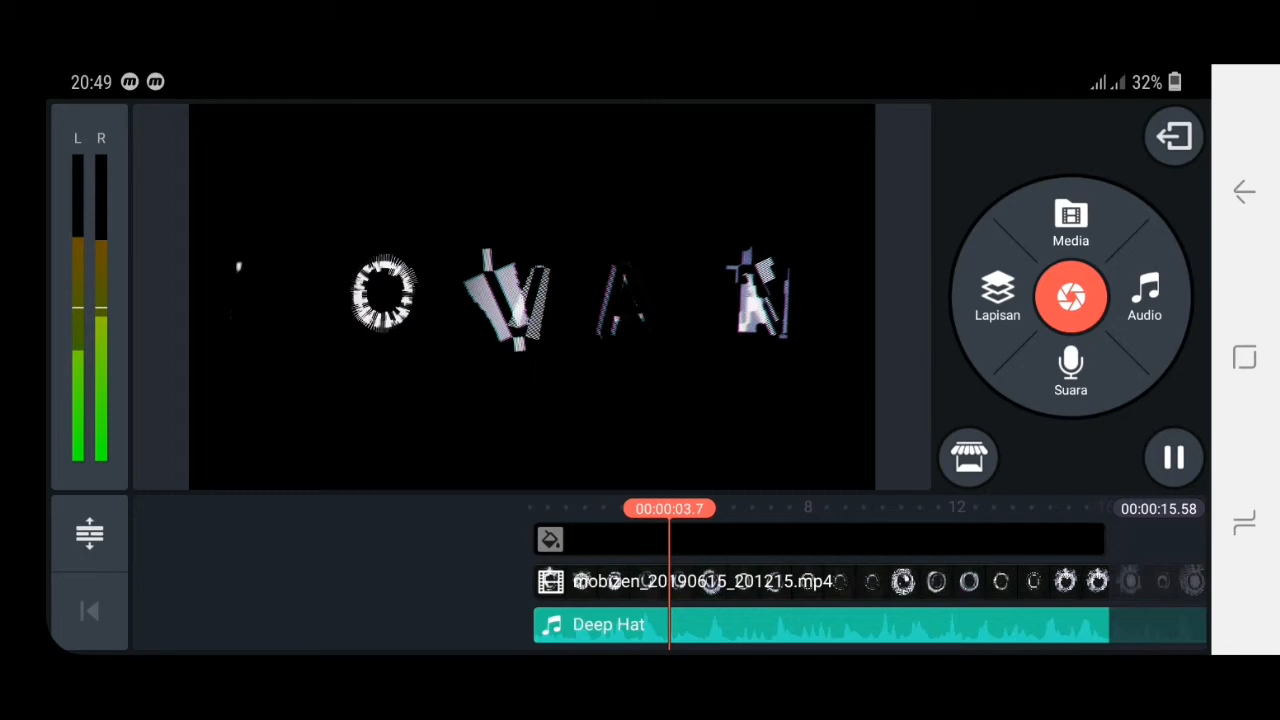 20:49
32%
L R
O V A N
Media
Lapisan
Audio
Suara
00:00:03.7
8
12
00:00:15.58
mobizen_20190615_201215.mp4
Deep Hat